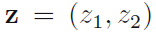 z = (z₁, z₂)